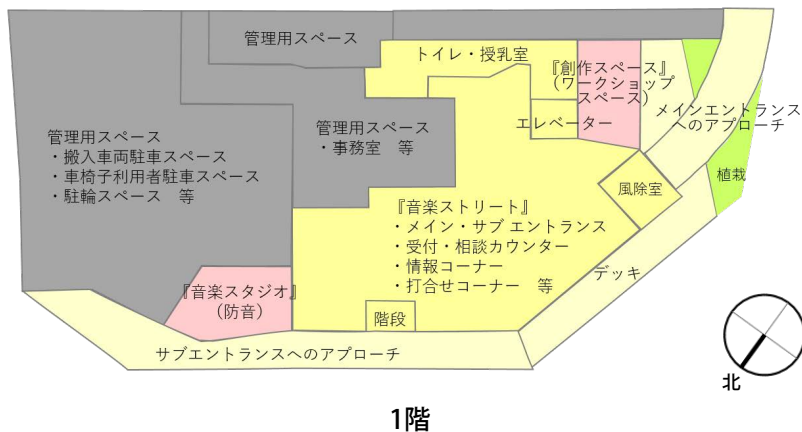 管理用スペース
トイレ・授乳室
『創作スペース』
(ワークショップ
スペース)
メインエントランス
へのアプローチ
エレベーター
管理用スペース
・事務室　等
管理用スペース
・搬入車両駐車スペース
・車椅子利用者駐車スペース
・駐輪スペース　等
植栽
風除室
『音楽ストリート』
・メイン・サブ エントランス
・受付・相談カウンター
・情報コーナー
・打合せコーナー　等
デッキ
『音楽スタジオ』
(防音)
階段
サブエントランスへのアプローチ
北
1階